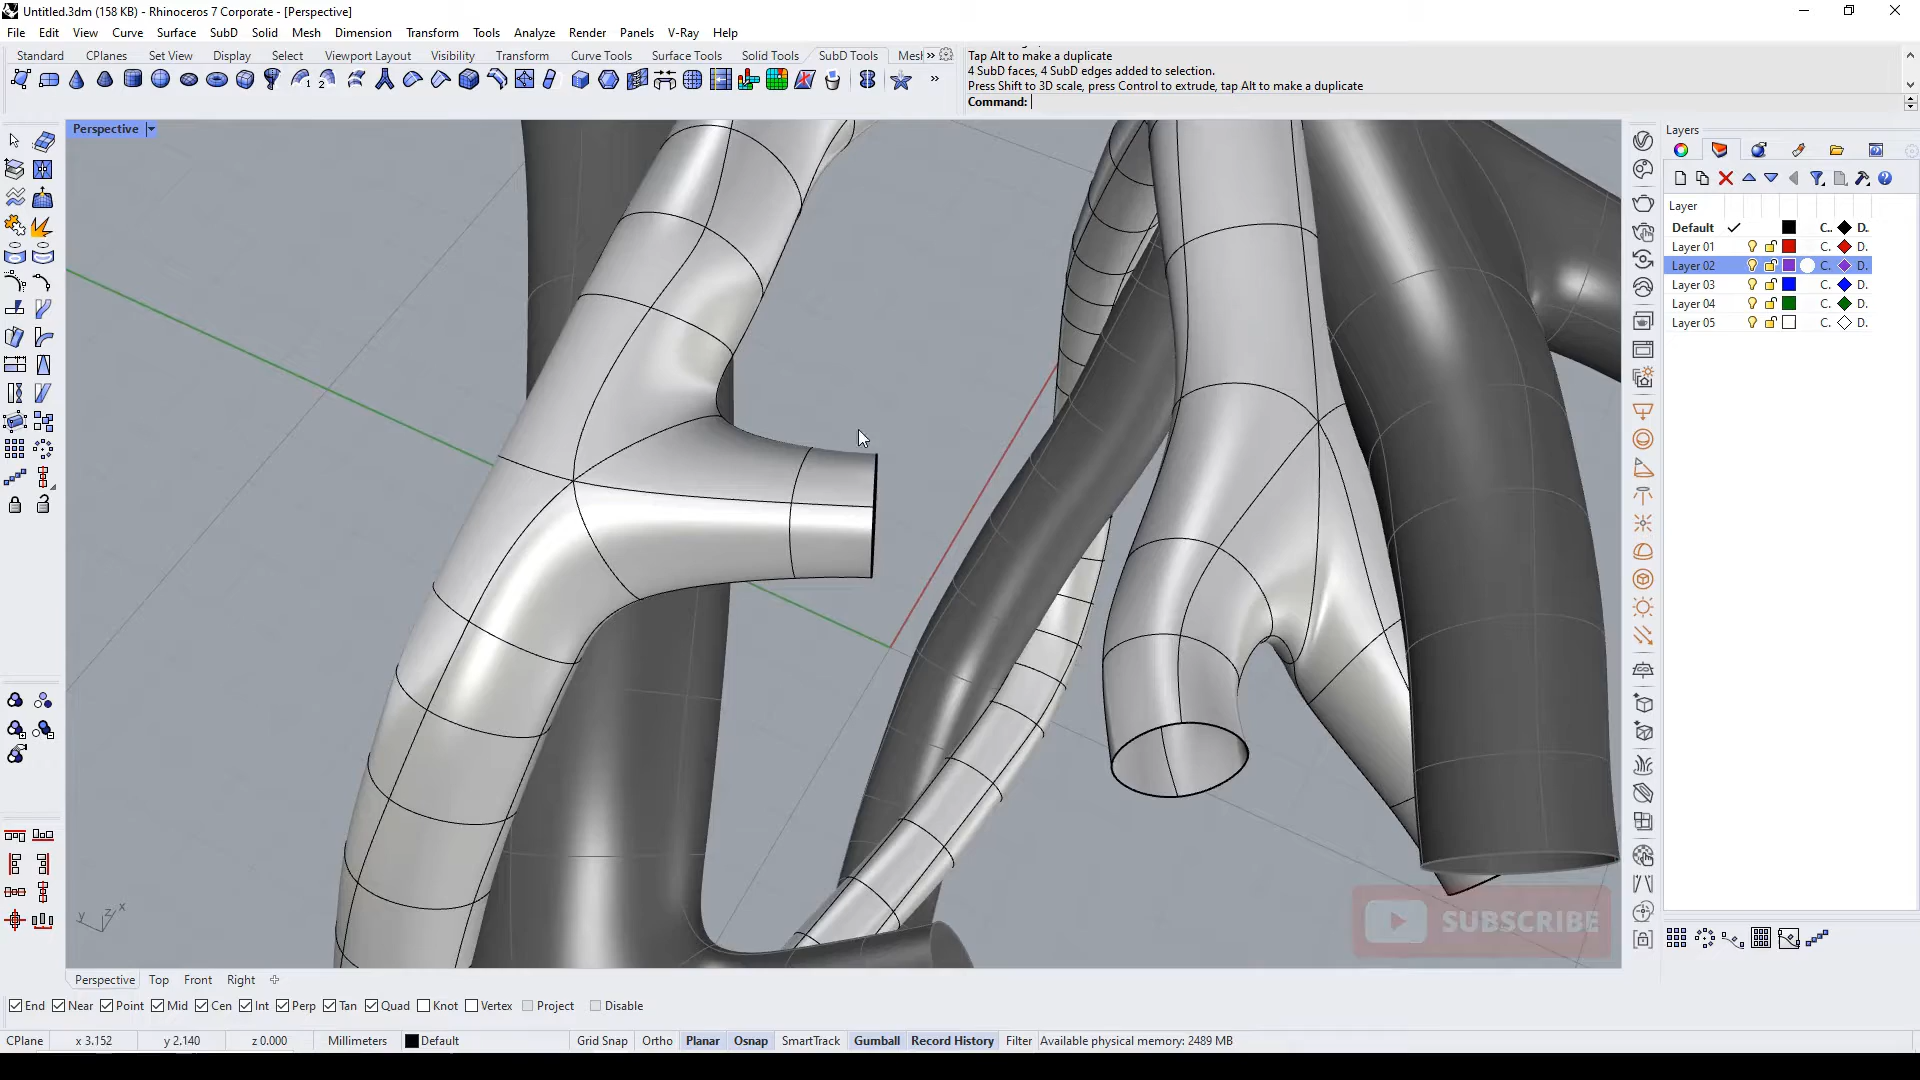 Untitled.3dm (158 KB) - Rhinoceros 7 Corporate - [Perspective]
File Edit View Curve Surface SubD Solid Mesh Dimension Transform Tools Analyze Render Panels V-Ray Help
Standard CPlanes Set View Display Select Viewport Layout Visibility Transform Curve Tools Surface Tools Solid Tools SubD Tools Mesh
Tap Alt to make a duplicate
4 SubD faces, 4 SubD edges added to selection.
Press Shift to 3D scale, press Control to extrude, tap Alt to make a duplicate
Command:
Perspective
Layers
Layer
Default C.. D.
Layer 01 C. D.
Layer 02 C. D.
Layer 03 C. D.
Layer 04 C. D.
Layer 05 C. D.
y z x
SUBSCRIBE
Perspective Top Front Right
End Near Point Mid Cen Int Perp Tan Quad Knot Vertex Project Disable
CPlane x 3.152 y 2.140 z 0.000 Millimeters Default Grid Snap Ortho Planar Osnap SmartTrack Gumball Record History Filter Available physical memory: 2489 MB